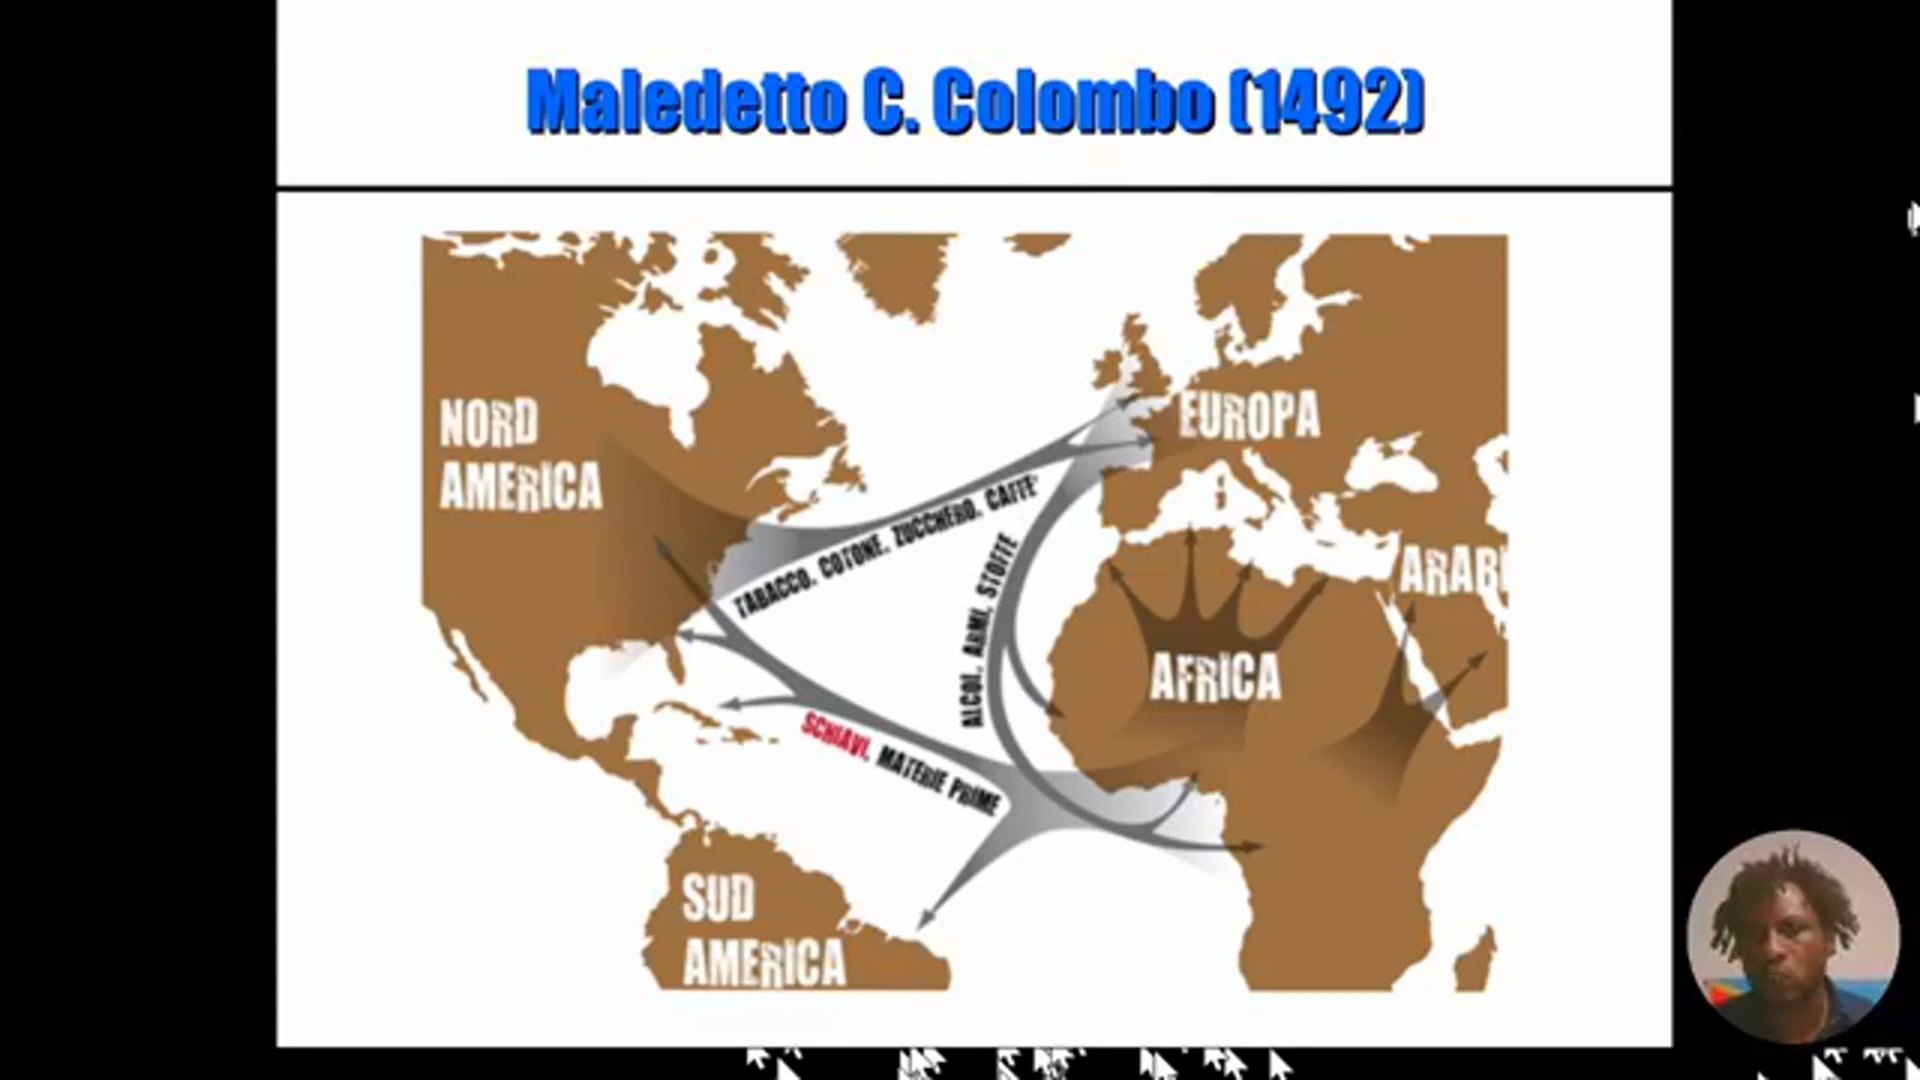 Maledetto C. Colombo (1492)
NORD
AMERICA
EUROPA
TABACCO, COTONE, ZUCCHERO, CAFFE'
ALCOL, ARMI, STOFFE
ARABI
AFRICA
SCHIAVI, MATERIE PRIME
SUD
AMERICA